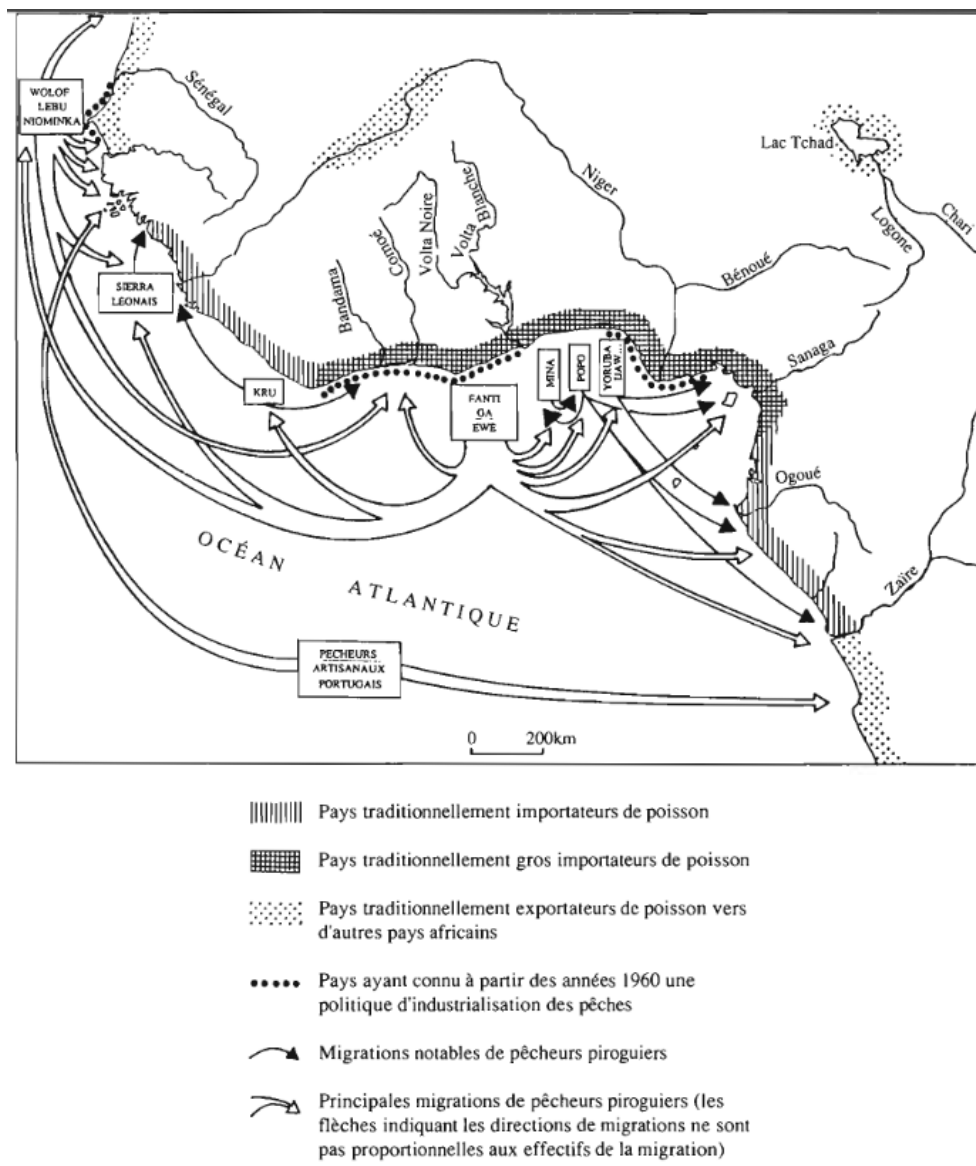 WOLOF
LEBU
NIOMINKA
Sénégal
Lac Tchad
Niger
Chari
Logone
Volta Blanche
Volta Noire
Comoé
Bandama
Bénoué
SIERRA
LÉONAIS
Sanaga
KRU
MINA
POPO
YORUBA
IJAW...
FANTI
GA
EWÉ
Ogoué
Zaïre
OCÉAN
ATLANTIQUE
PECHEURS
ARTISANAUX
PORTUGAIS
0 200km
Pays traditionnellement importateurs de poisson
Pays traditionnellement gros importateurs de poisson
Pays traditionnellement exportateurs de poisson vers
d'autres pays africains
Pays ayant connu à partir des années 1960 une
politique d'industrialisation des pêches
Migrations notables de pêcheurs piroguiers
Principales migrations de pêcheurs piroguiers (les
flèches indiquant les directions de migrations ne sont
pas proportionnelles aux effectifs de la migration)